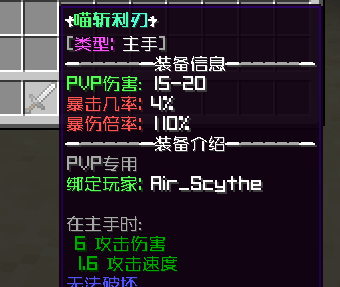 喵斩利刃
[类型: 主手]
装备信息
PVP伤害: 15-20
暴击几率: 4%
暴伤倍率: 110%
装备介绍
PVP专用
绑定玩家: Air_Scythe
在主手时:
6 攻击伤害
1.6 攻击速度
无法破坏